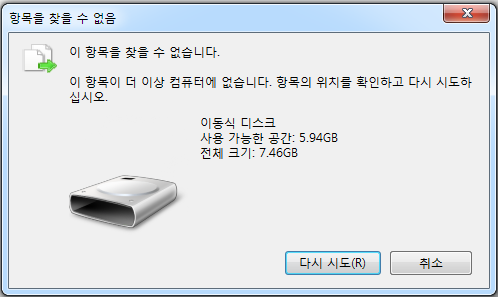 항목을 찾을 수 없음
이 항목을 찾을 수 없습니다.
이 항목이 더 이상 컴퓨터에 없습니다. 항목의 위치를 확인하고 다시 시도하
십시오.
이동식 디스크
사용 가능한 공간: 5.94GB
전체 크기: 7.46GB
다시 시도(R)
취소